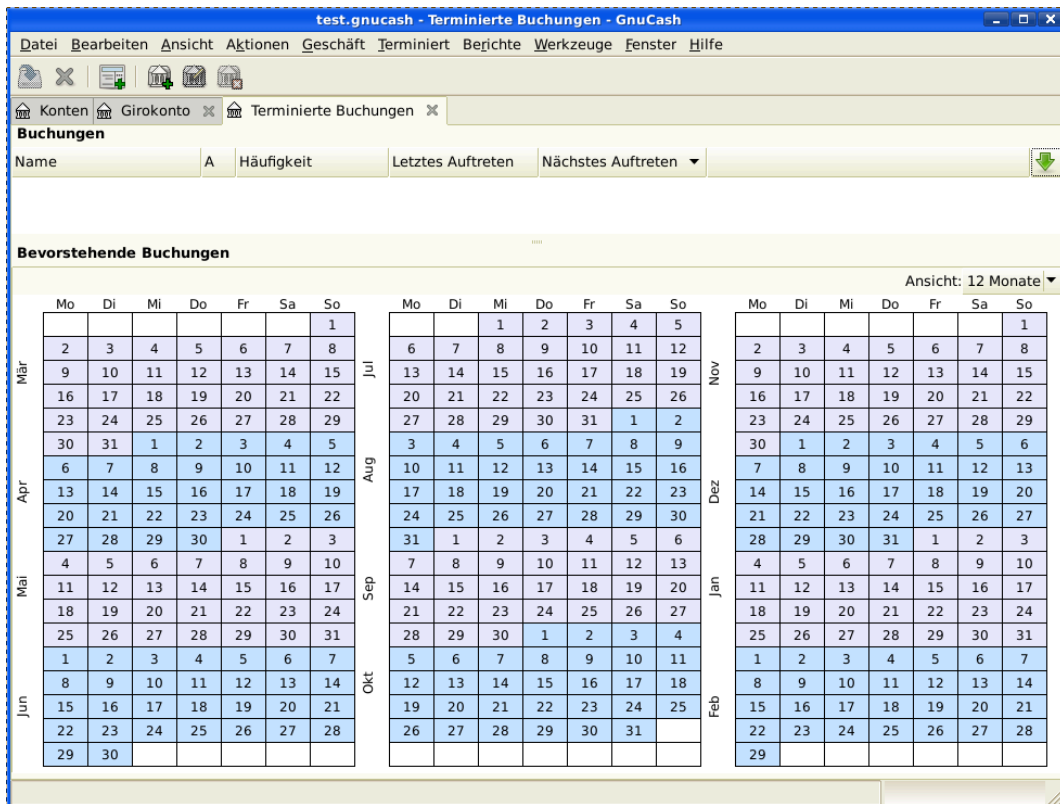 test.gnucash - Terminierte Buchungen - GnuCash
Datei Bearbeiten Ansicht Aktionen Geschäft Terminiert Berichte Werkzeuge Fenster Hilfe
Konten Girokonto Terminierte Buchungen
Buchungen
Name A Häufigkeit Letztes Auftreten Nächstes Auftreten
Bevorstehende Buchungen
Ansicht: 12 Monate
Mo Di Mi Do Fr Sa So
Mär
1
2 3 4 5 6 7 8
9 10 11 12 13 14 15
16 17 18 19 20 21 22
23 24 25 26 27 28 29
30 31 1 2 3 4 5
Apr
6 7 8 9 10 11 12
13 14 15 16 17 18 19
20 21 22 23 24 25 26
27 28 29 30 1 2 3
Mai
4 5 6 7 8 9 10
11 12 13 14 15 16 17
18 19 20 21 22 23 24
25 26 27 28 29 30 31
Jun
1 2 3 4 5 6 7
8 9 10 11 12 13 14
15 16 17 18 19 20 21
22 23 24 25 26 27 28
29 30
Mo Di Mi Do Fr Sa So
Jul
1 2 3 4 5
6 7 8 9 10 11 12
13 14 15 16 17 18 19
20 21 22 23 24 25 26
27 28 29 30 31 1 2
Aug
3 4 5 6 7 8 9
10 11 12 13 14 15 16
17 18 19 20 21 22 23
24 25 26 27 28 29 30
31 1 2 3 4 5 6
Sep
7 8 9 10 11 12 13
14 15 16 17 18 19 20
21 22 23 24 25 26 27
28 29 30 1 2 3 4
Okt
5 6 7 8 9 10 11
12 13 14 15 16 17 18
19 20 21 22 23 24 25
26 27 28 29 30 31
Mo Di Mi Do Fr Sa So
Nov
1
2 3 4 5 6 7 8
9 10 11 12 13 14 15
16 17 18 19 20 21 22
23 24 25 26 27 28 29
30 1 2 3 4 5 6
Dez
7 8 9 10 11 12 13
14 15 16 17 18 19 20
21 22 23 24 25 26 27
28 29 30 31 1 2 3
Jan
4 5 6 7 8 9 10
11 12 13 14 15 16 17
18 19 20 21 22 23 24
25 26 27 28 29 30 31
Feb
1 2 3 4 5 6 7
8 9 10 11 12 13 14
15 16 17 18 19 20 21
22 23 24 25 26 27 28
29